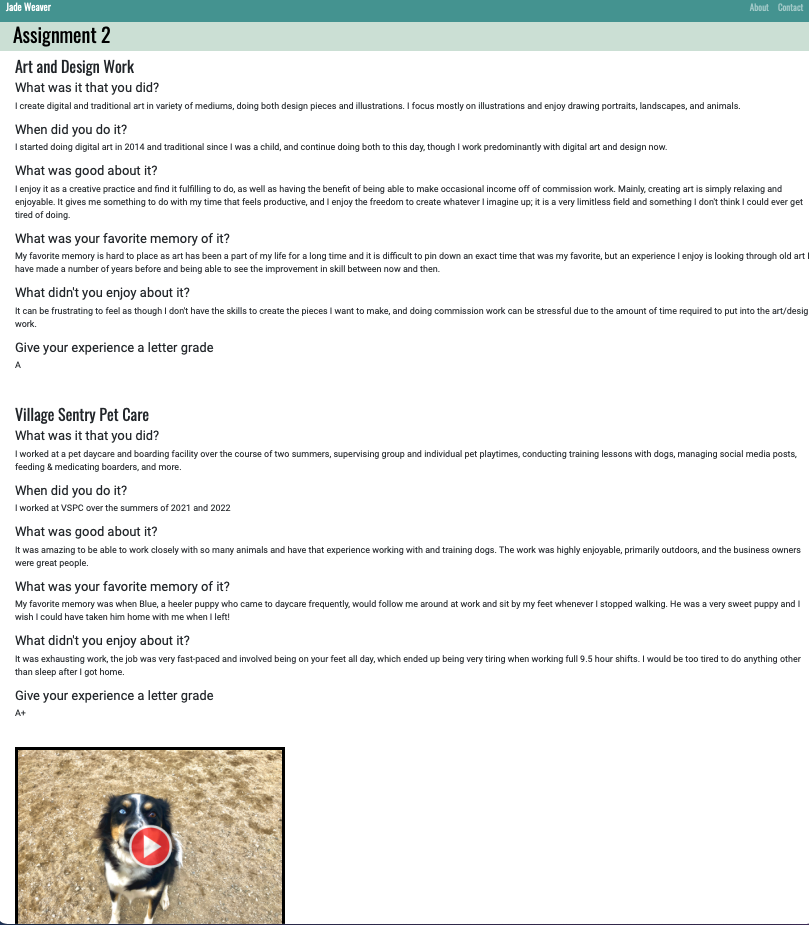 Jade Weaver
About Contact
Assignment 2
Art and Design Work
What was it that you did?
I create digital and traditional art in variety of mediums, doing both design pieces and illustrations. I focus mostly on illustrations and enjoy drawing portraits, landscapes, and animals.
When did you do it?
I started doing digital art in 2014 and traditional since I was a child, and continue doing both to this day, though I work predominantly with digital art and design now.
What was good about it?
I enjoy it as a creative practice and find it fulfilling to do, as well as having the benefit of being able to make occasional income off of commission work. Mainly, creating art is simply relaxing and
enjoyable. It gives me something to do with my time that feels productive, and I enjoy the freedom to create whatever I imagine up; it is a very limitless field and something I don't think I could ever get
tired of doing.
What was your favorite memory of it?
My favorite memory is hard to place as art has been a part of my life for a long time and it is difficult to pin down an exact time that was my favorite, but an experience I enjoy is looking through old art
have made a number of years before and being able to see the improvement in skill between now and then.
What didn't you enjoy about it?
It can be frustrating to feel as though I don't have the skills to create the pieces I want to make, and doing commission work can be stressful due to the amount of time required to put into the art/desig
work.
Give your experience a letter grade
A
Village Sentry Pet Care
What was it that you did?
I worked at a pet daycare and boarding facility over the course of two summers, supervising group and individual pet playtimes, conducting training lessons with dogs, managing social media posts,
feeding & medicating boarders, and more.
When did you do it?
I worked at VSPC over the summers of 2021 and 2022
What was good about it?
It was amazing to be able to work closely with so many animals and have that experience working with and training dogs. The work was highly enjoyable, primarily outdoors, and the business owners
were great people.
What was your favorite memory of it?
My favorite memory was when Blue, a heeler puppy who came to daycare frequently, would follow me around at work and sit by my feet whenever I stopped walking. He was a very sweet puppy and I
wish I could have taken him home with me when I left!
What didn't you enjoy about it?
It was exhausting work, the job was very fast-paced and involved being on your feet all day, which ended up being very tiring when working full 9.5 hour shifts. I would be too tired to do anything other
than sleep after I got home.
Give your experience a letter grade
A+